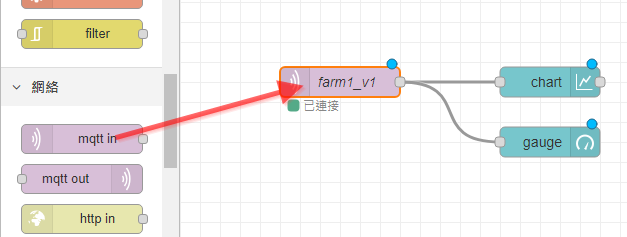 filter
網絡
mqtt in
mqtt out
http in
farm1_v1
已連接
chart
gauge